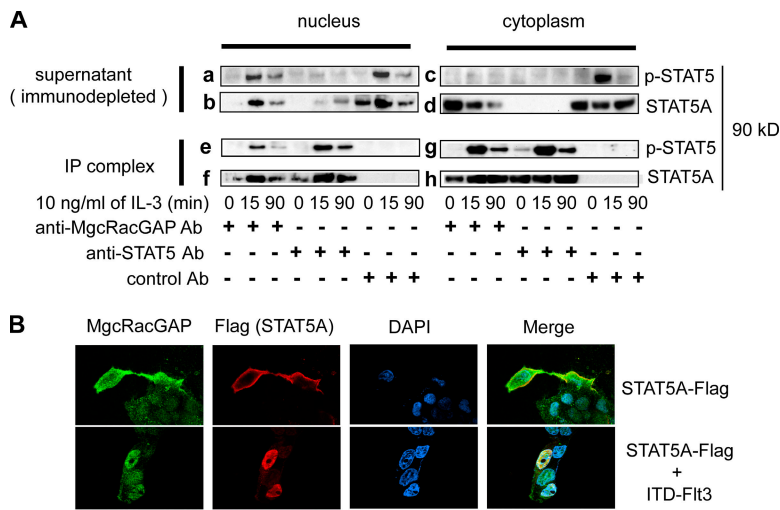 A
nucleus
cytoplasm
supernatant
( immunodepleted )
a
c
p-STAT5
b
d
STAT5A
90 kD
IP complex
e
g
p-STAT5
f
h
STAT5A
10 ng/ml of IL-3 (min) 0 15 90 0 15 90 0 15 90 0 15 90 0 15 90 0 15 90
anti-MgcRacGAP Ab + + + - - - - - - + + + - - - - - -
anti-STAT5 Ab - - - + + + - - - - - - + + + - - -
control Ab - - - - - - + + + - - - - - - + + +
B
MgcRacGAP
Flag (STAT5A)
DAPI
Merge
STAT5A-Flag
STAT5A-Flag
+
ITD-Flt3